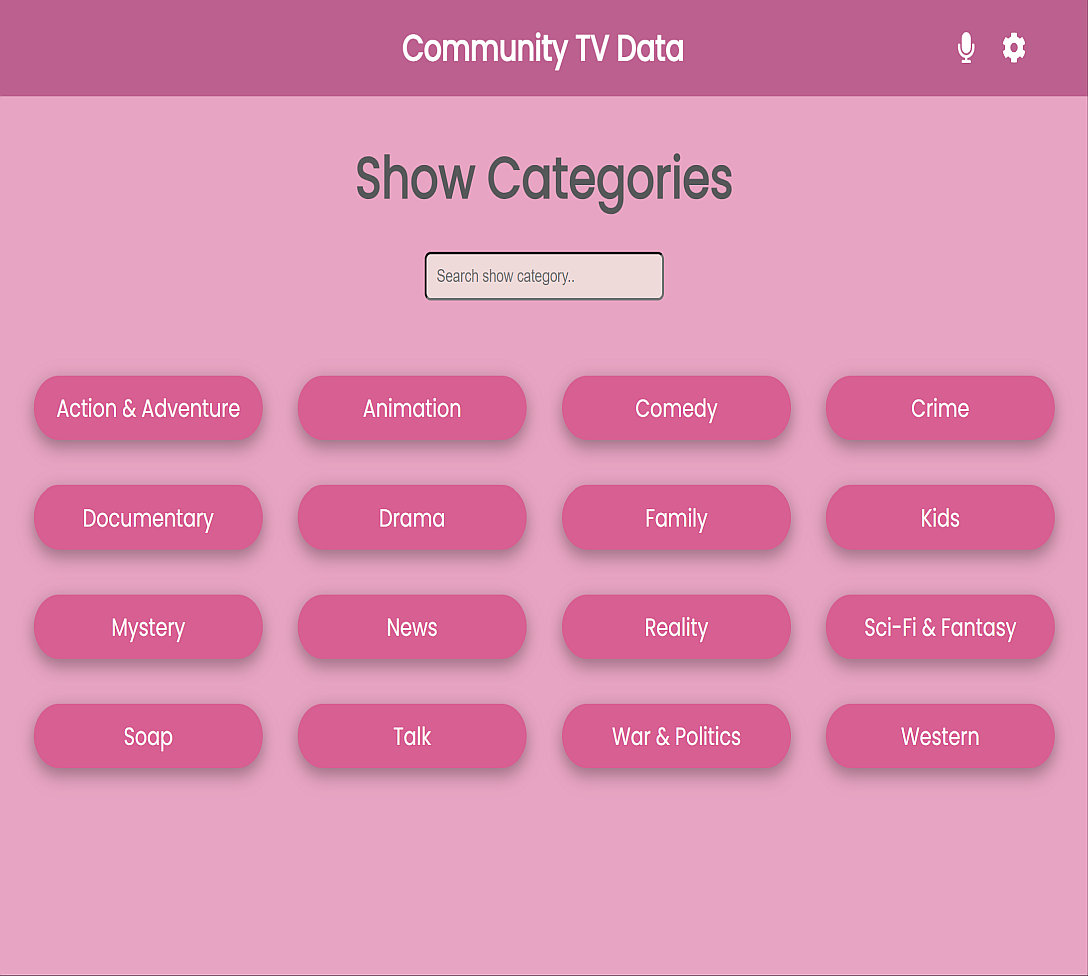 Community TV Data
Show Categories
Search show category..
Action & Adventure
Animation
Comedy
Crime
Documentary
Drama
Family
Kids
Mystery
News
Reality
Sci-Fi & Fantasy
Soap
Talk
War & Politics
Western